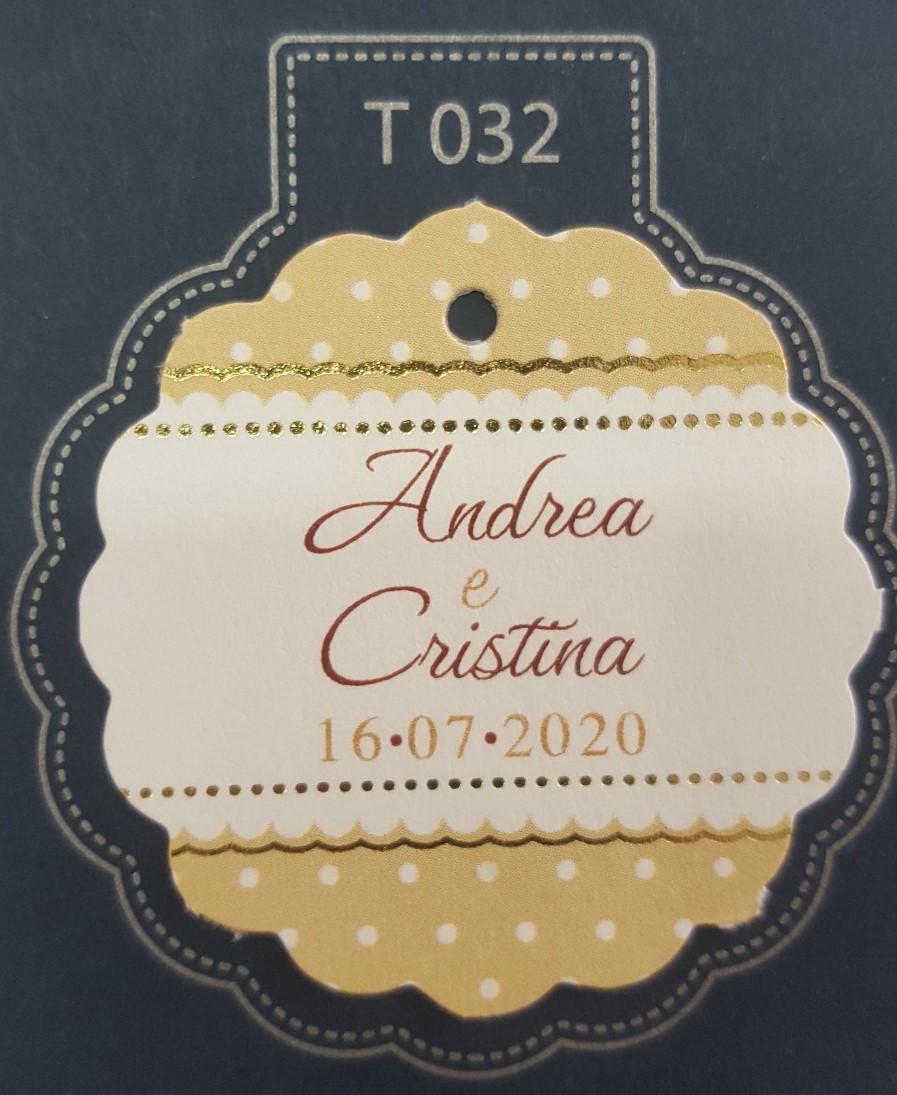 T 032
Andrea
e
Cristina
16•07•2020